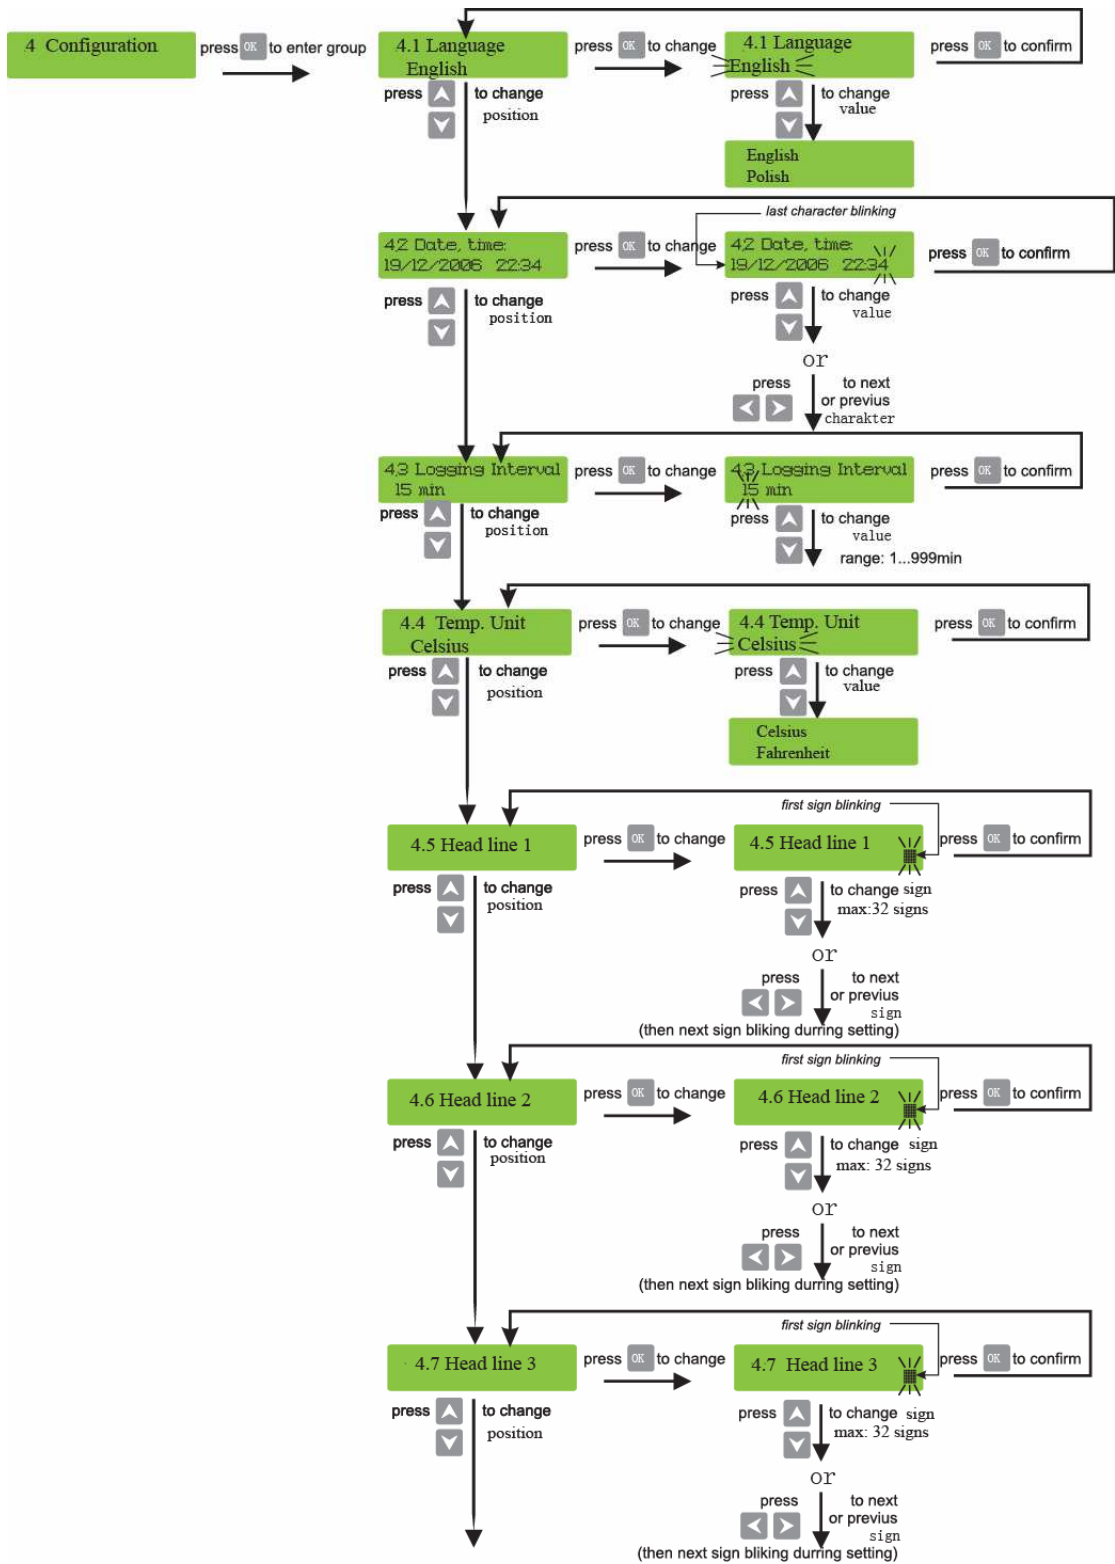 4 Configuration
press OK to enter group
4.1 Language
English
press OK to change
4.1 Language
English
press OK to confirm
press to change
position
press to change
value
English
Polish
last character blinking
4.2 Date, time:
19/12/2006 22:34
press OK to change
4.2 Date, time:
19/12/2006 22:34
press OK to confirm
press to change
position
press to change
value
or
press to next
or previus
charakter
4.3 Logging Interval
15 min
press OK to change
4.3 Logging Interval
15 min
press OK to confirm
press to change
position
press to change
value
range: 1...999min
4.4 Temp. Unit
Celsius
press OK to change
4.4 Temp. Unit
Celsius
press OK to confirm
press to change
position
press to change
value
Celsius
Fahrenheit
first sign blinking
4.5 Head line 1
press OK to change
4.5 Head line 1
press OK to confirm
press to change
position
press to change sign
max:32 signs
or
press to next
or previus
sign
(then next sign bliking durring setting)
first sign blinking
4.6 Head line 2
press OK to change
4.6 Head line 2
press OK to confirm
press to change
position
press to change sign
max: 32 signs
or
press to next
or previus
sign
(then next sign bliking durring setting)
first sign blinking
4.7 Head line 3
press OK to change
4.7 Head line 3
press OK to confirm
press to change
position
press to change sign
max: 32 signs
or
press to next
or previus
sign
(then next sign bliking durring setting)